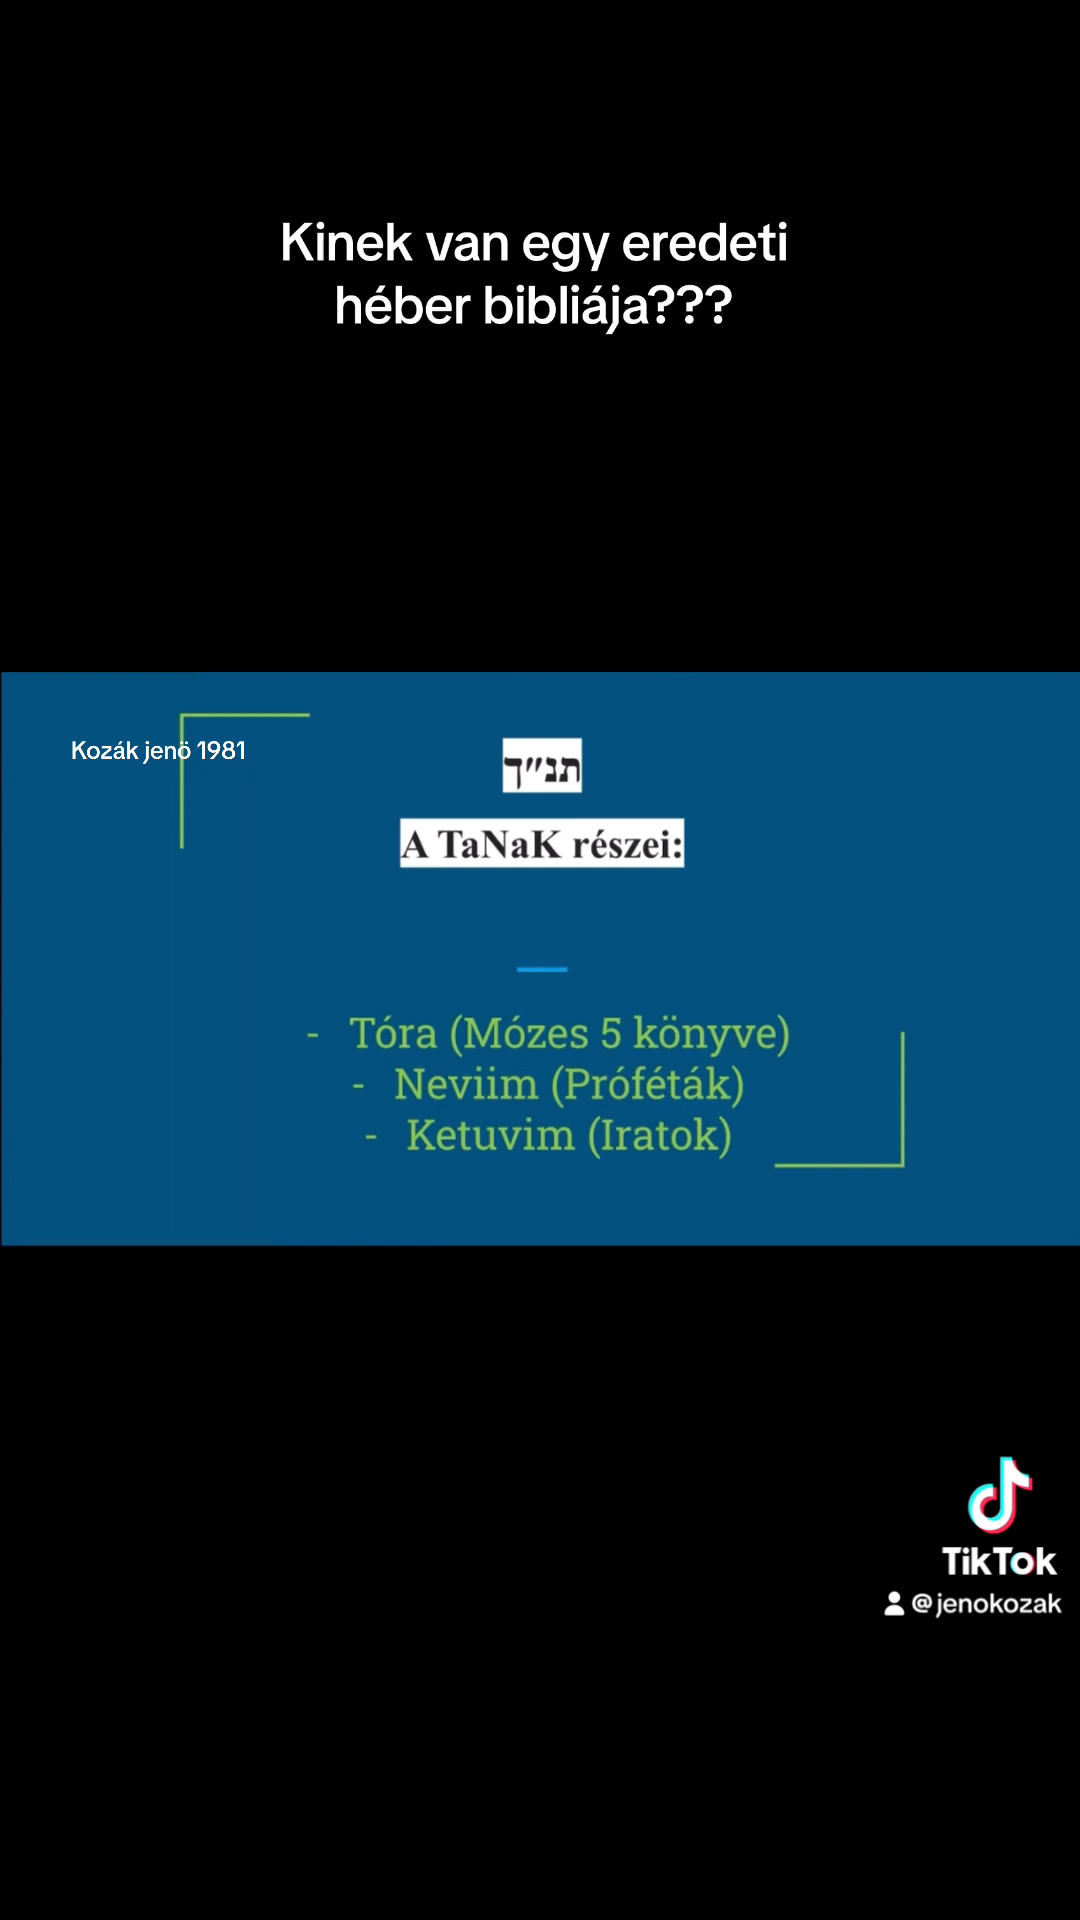 Kinek van egy eredeti
héber bibliája???
Kozák jenö 1981
תנ״ך
A TaNaK részei:
- Tóra (Mózes 5 könyve)
- Neviim (Próféták)
- Ketuvim (Iratok)
TikTok
@jenokozak